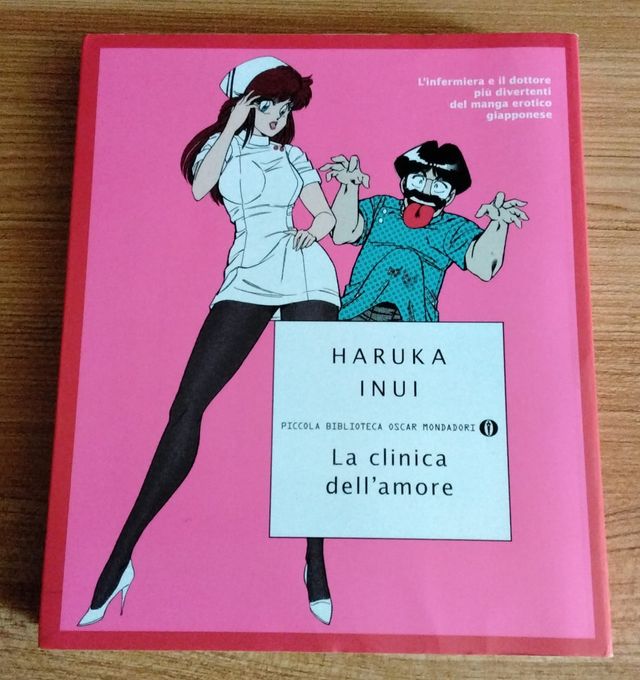 L'infermiera e il dottore
più divertenti
del manga erotico
giapponese
HARUKA
INUI
PICCOLA BIBLIOTECA OSCAR MONDADORI
La clinica
dell'amore